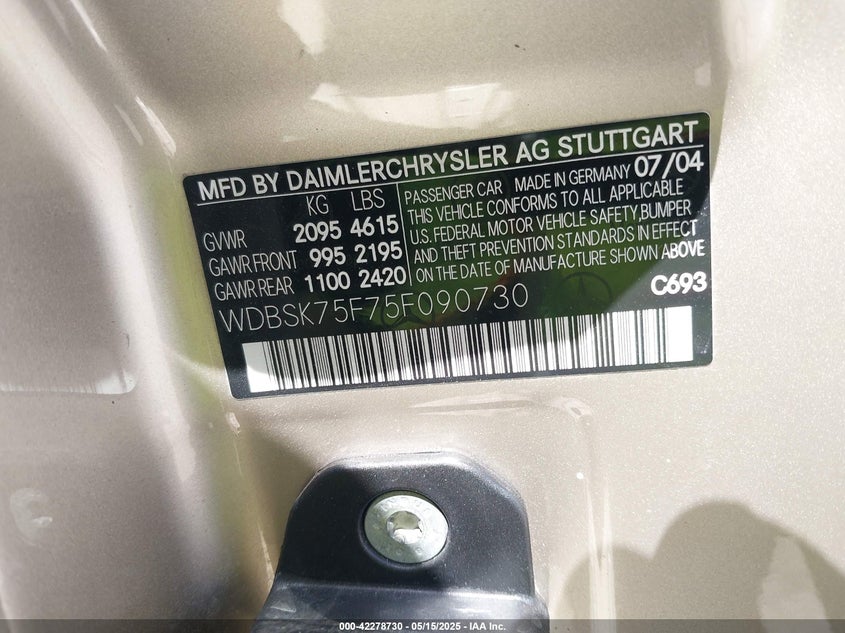 MFD BY DAIMLERCHRYSLER AG STUTTGART
KG LBS
GVWR 2095 4615
GAWR FRONT 995 2195
GAWR REAR 1100 2420
PASSENGER CAR MADE IN GERMANY 07/04
THIS VEHICLE CONFORMS TO ALL APPLICABLE
U.S. FEDERAL MOTOR VEHICLE SAFETY,BUMPER
AND THEFT PREVENTION STANDARDS IN EFFECT
ON THE DATE OF MANUFACTURE SHOWN ABOVE
WDBSK75F75F090730 C693
000-42278730 - 05/15/2025 - IAA Inc.